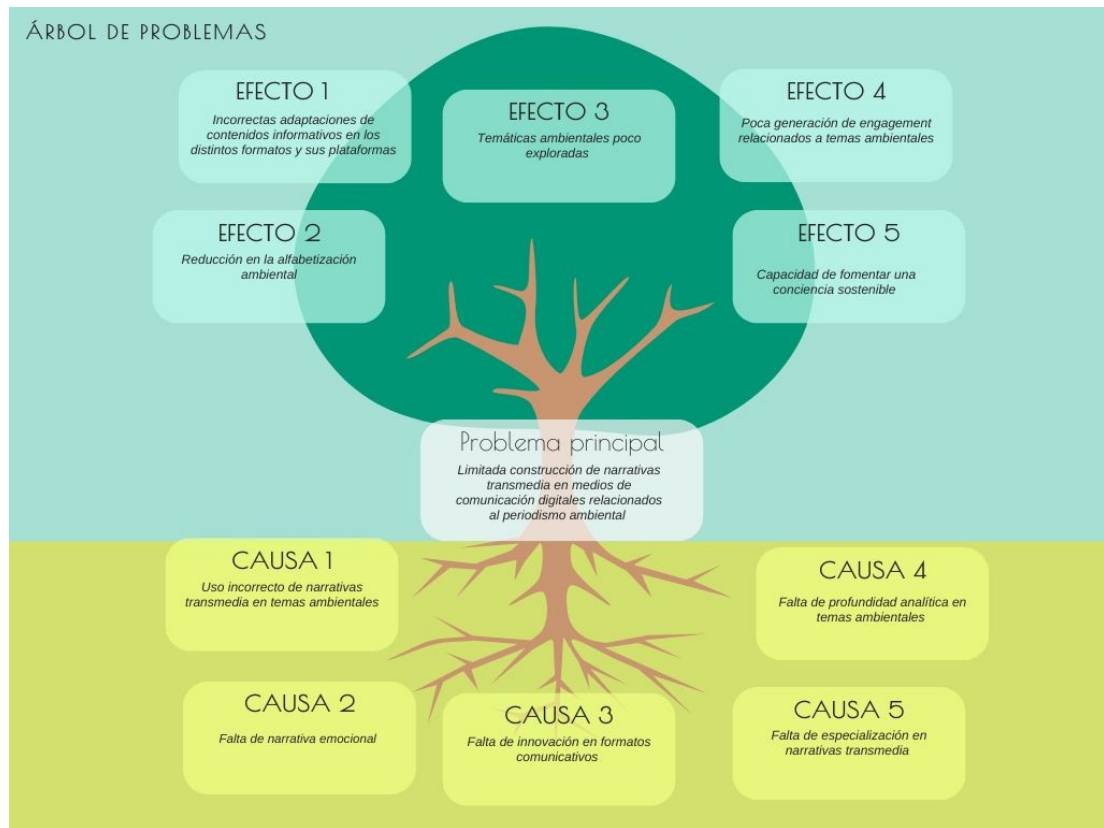 ÁRBOL DE PROBLEMAS
EFECTO 1
Incorrectas adaptaciones de
contenidos informativos en los
distintos formatos y sus plataformas
EFECTO 3
Temáticas ambientales poco
exploradas
EFECTO 4
Poca generación de engagement
relacionados a temas ambientales
EFECTO 2
Reducción en la alfabetización
ambiental
EFECTO 5
Capacidad de fomentar una
conciencia sostenible
Problema principal
Limitada construcción de narrativas
transmedia en medios de
comunicación digitales relacionados
al periodismo ambiental
CAUSA 1
Uso incorrecto de narrativas
transmedia en temas ambientales
CAUSA 4
Falta de profundidad analítica en
temas ambientales
CAUSA 2
Falta de narrativa emocional
CAUSA 3
Falta de innovación en formatos
comunicativos
CAUSA 5
Falta de especialización en
narrativas transmedia